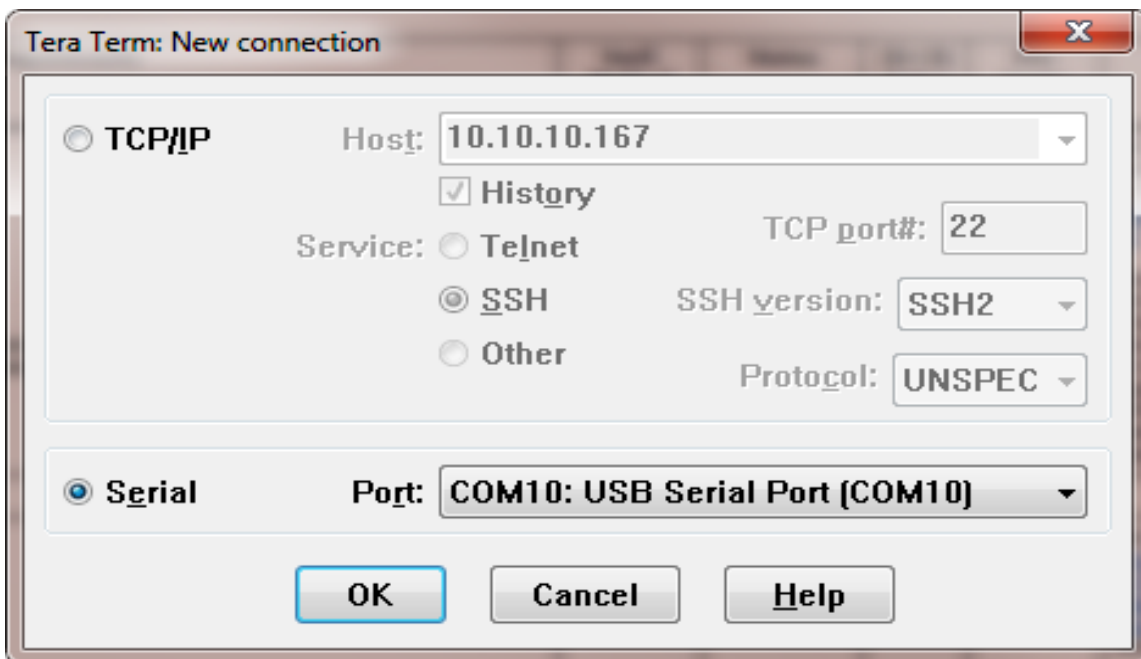 Tera Term: New connection
TCP/IP Host: 10.10.10.167
History
Service: Telnet TCP port#: 22
SSH SSH version: SSH2
Other Protocol: UNSPEC
Serial Port: COM10: USB Serial Port (COM10)
OK Cancel Help